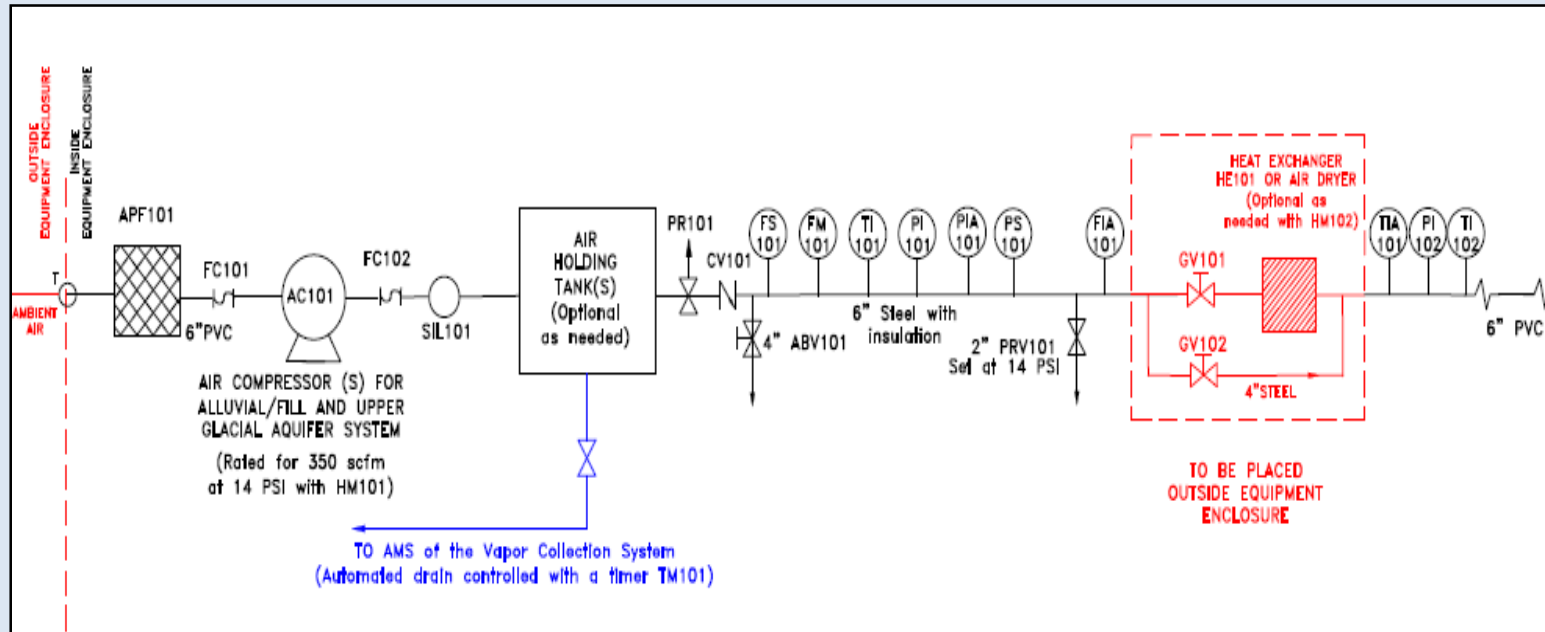 OUTSIDE
EQUIPMENT ENCLOSURE
INSIDE
EQUIPMENT ENCLOSURE
T
AMBIENT
AIR
APF101
FC101
6" PVC
AC101
AIR COMPRESSOR (S) FOR
ALLUVIAL/FILL AND UPPER
GLACIAL AQUIFER SYSTEM
(Rated for 350 scfm
at 14 PSI with HM101)
FC102
SIL101
AIR
HOLDING
TANK(S)
(Optional
as needed)
TO AMS of the Vapor Collection System
(Automated drain controlled with a timer TM101)
PR101
CV101
4" ABV101
FS
101
FM
101
TI
101
PI
101
PIA
101
PS
101
6" Steel with
insulation
2" PRV101
Set at 14 PSI
FIA
101
HEAT EXCHANGER
HE101 OR AIR DRYER
(Optional as
needed with HM102)
GV101
GV102
4"STEEL
TO BE PLACED
OUTSIDE EQUIPMENT
ENCLOSURE
TIA
101
PI
102
TI
102
6" PVC